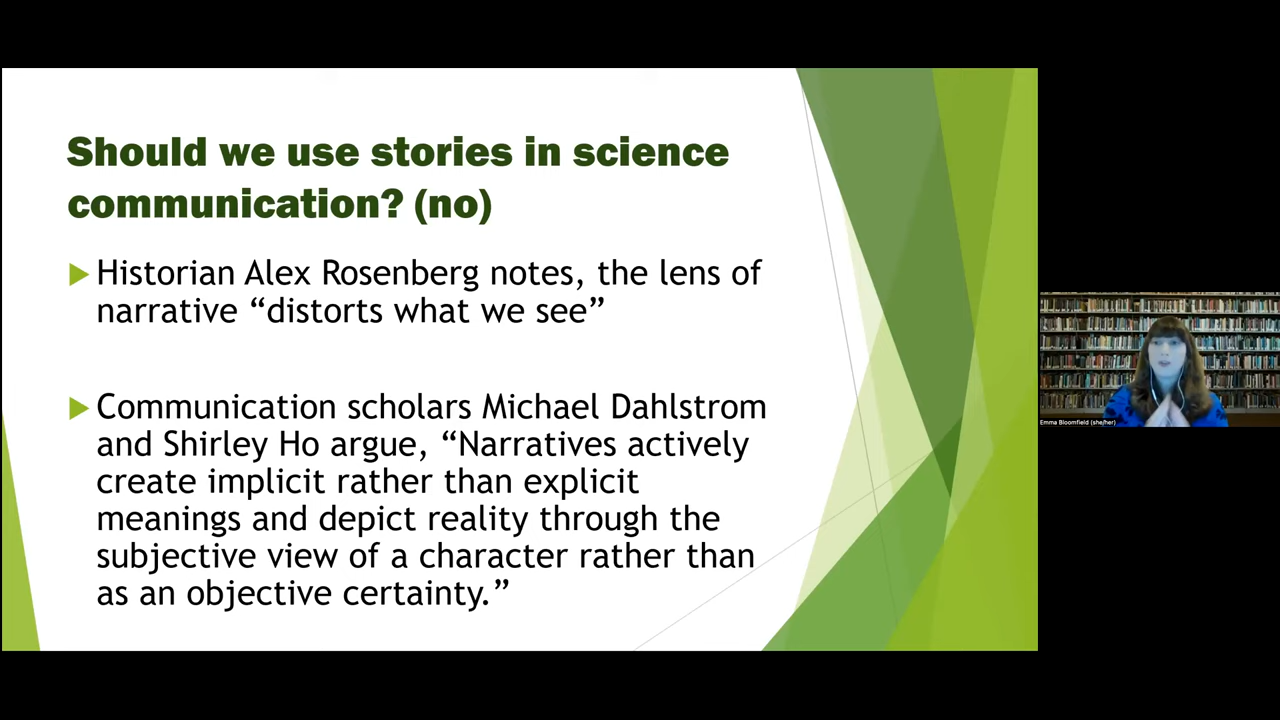 Should we use stories in science
communication? (no)
Historian Alex Rosenberg notes, the lens of
narrative “distorts what we see”
Communication scholars Michael Dahlstrom
and Shirley Ho argue, “Narratives actively
create implicit rather than explicit
meanings and depict reality through the
subjective view of a character rather than
as an objective certainty.”
Emma Bloomfield (she/her)